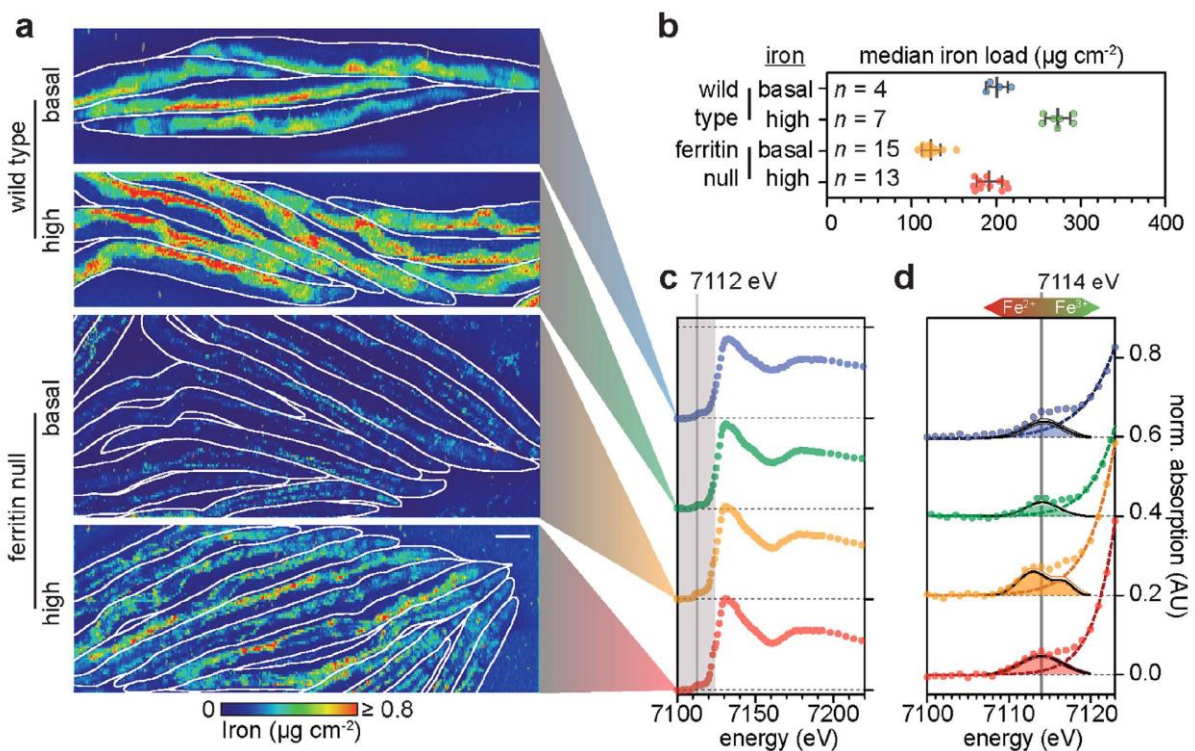 a
wild type
basal
high
ferritin null
basal
high
0
≥ 0.8
Iron (µg cm⁻²)
b
iron
median iron load (µg cm⁻²)
wild
type
basal
n = 4
high
n = 7
ferritin
null
basal
n = 15
high
n = 13
0
100
200
300
400
c
7112 eV
7100
7150
7200
energy (eV)
d
7114 eV
Fe²⁺
Fe³⁺
0.8
0.6
0.4
0.2
0.0
norm. absorption (AU)
7100
7110
7120
energy (eV)